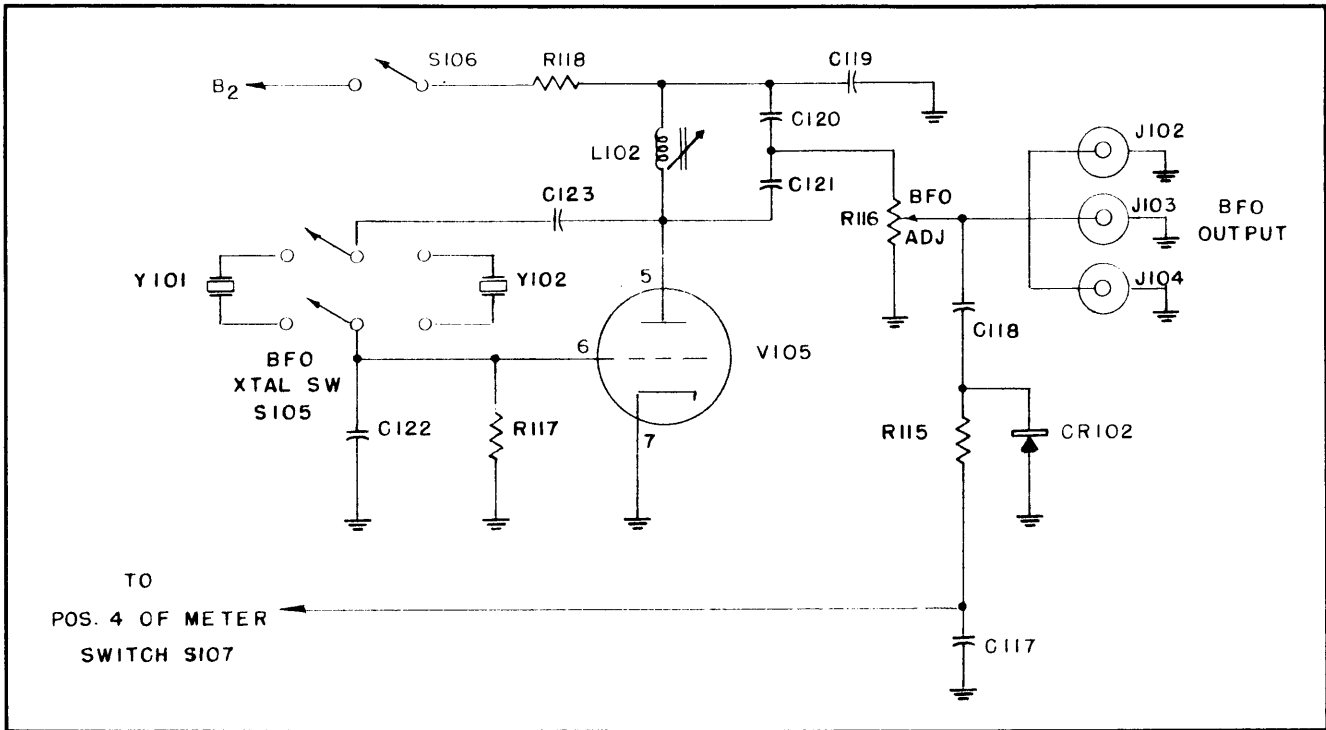 S106
R118
C119
B2
C120
J102
L102
C121
C123
BFO
R116
ADJ
J103
BFO
OUTPUT
Y101
Y102
5
J104
C118
6
V105
BFO
XTAL SW
S105
C122
R117
7
R115
CR102
TO
POS. 4 OF METER
SWITCH S107
C117